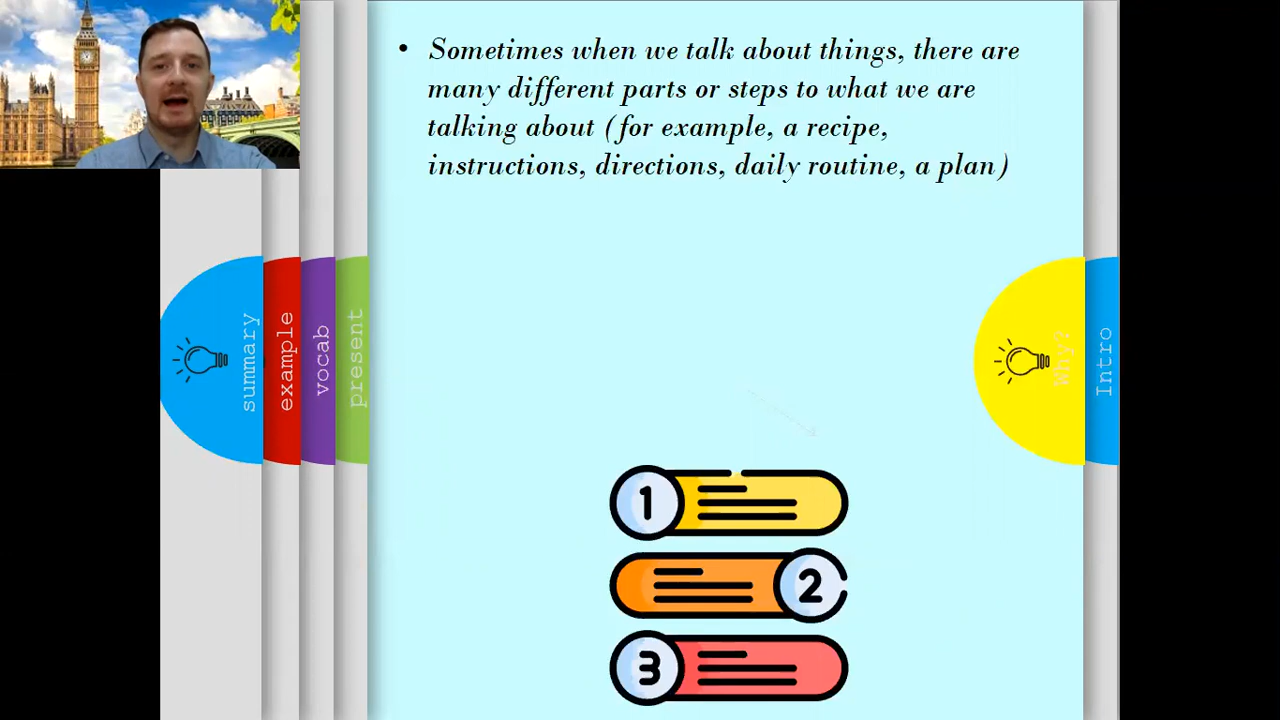 • Sometimes when we talk about things, there are
many different parts or steps to what we are
talking about (for example, a recipe,
instructions, directions, daily routine, a plan)
summary
example
vocab
present
Why?
Intro
1
2
3